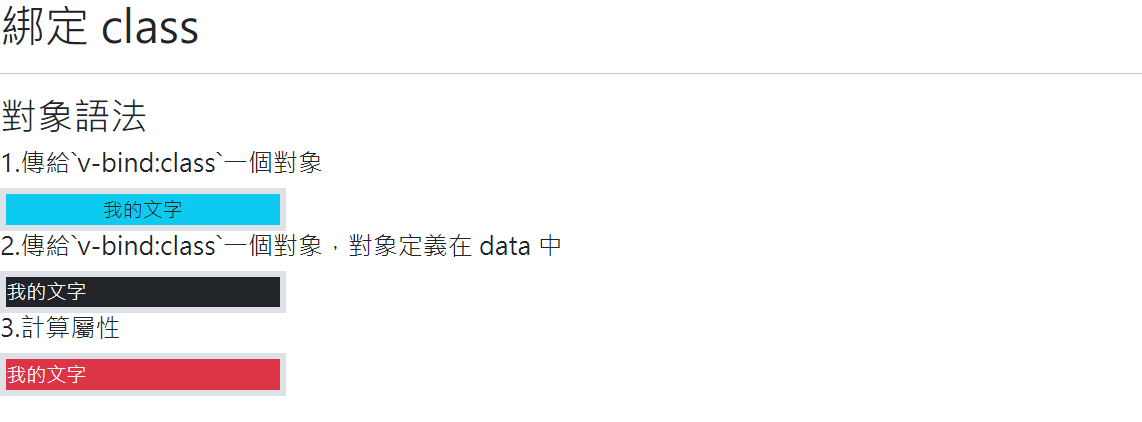 綁定 class
對象語法
1.傳給`v-bind:class`一個對象
我的文字
2.傳給`v-bind:class`一個對象，對象定義在 data 中
我的文字
3.計算屬性
我的文字